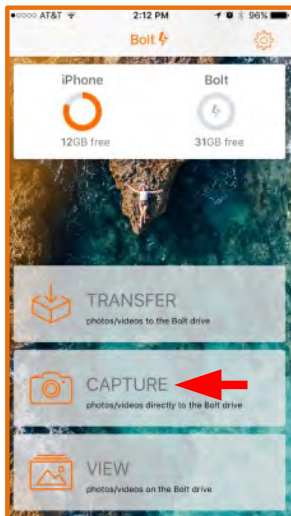 AT&T 2:12 PM 96%
Bolt
iPhone Bolt
12GB free 31GB free
TRANSFER
photos/videos to the Bolt drive
CAPTURE
photos/videos directly to the Bolt drive
VIEW
photos/videos on the Bolt drive